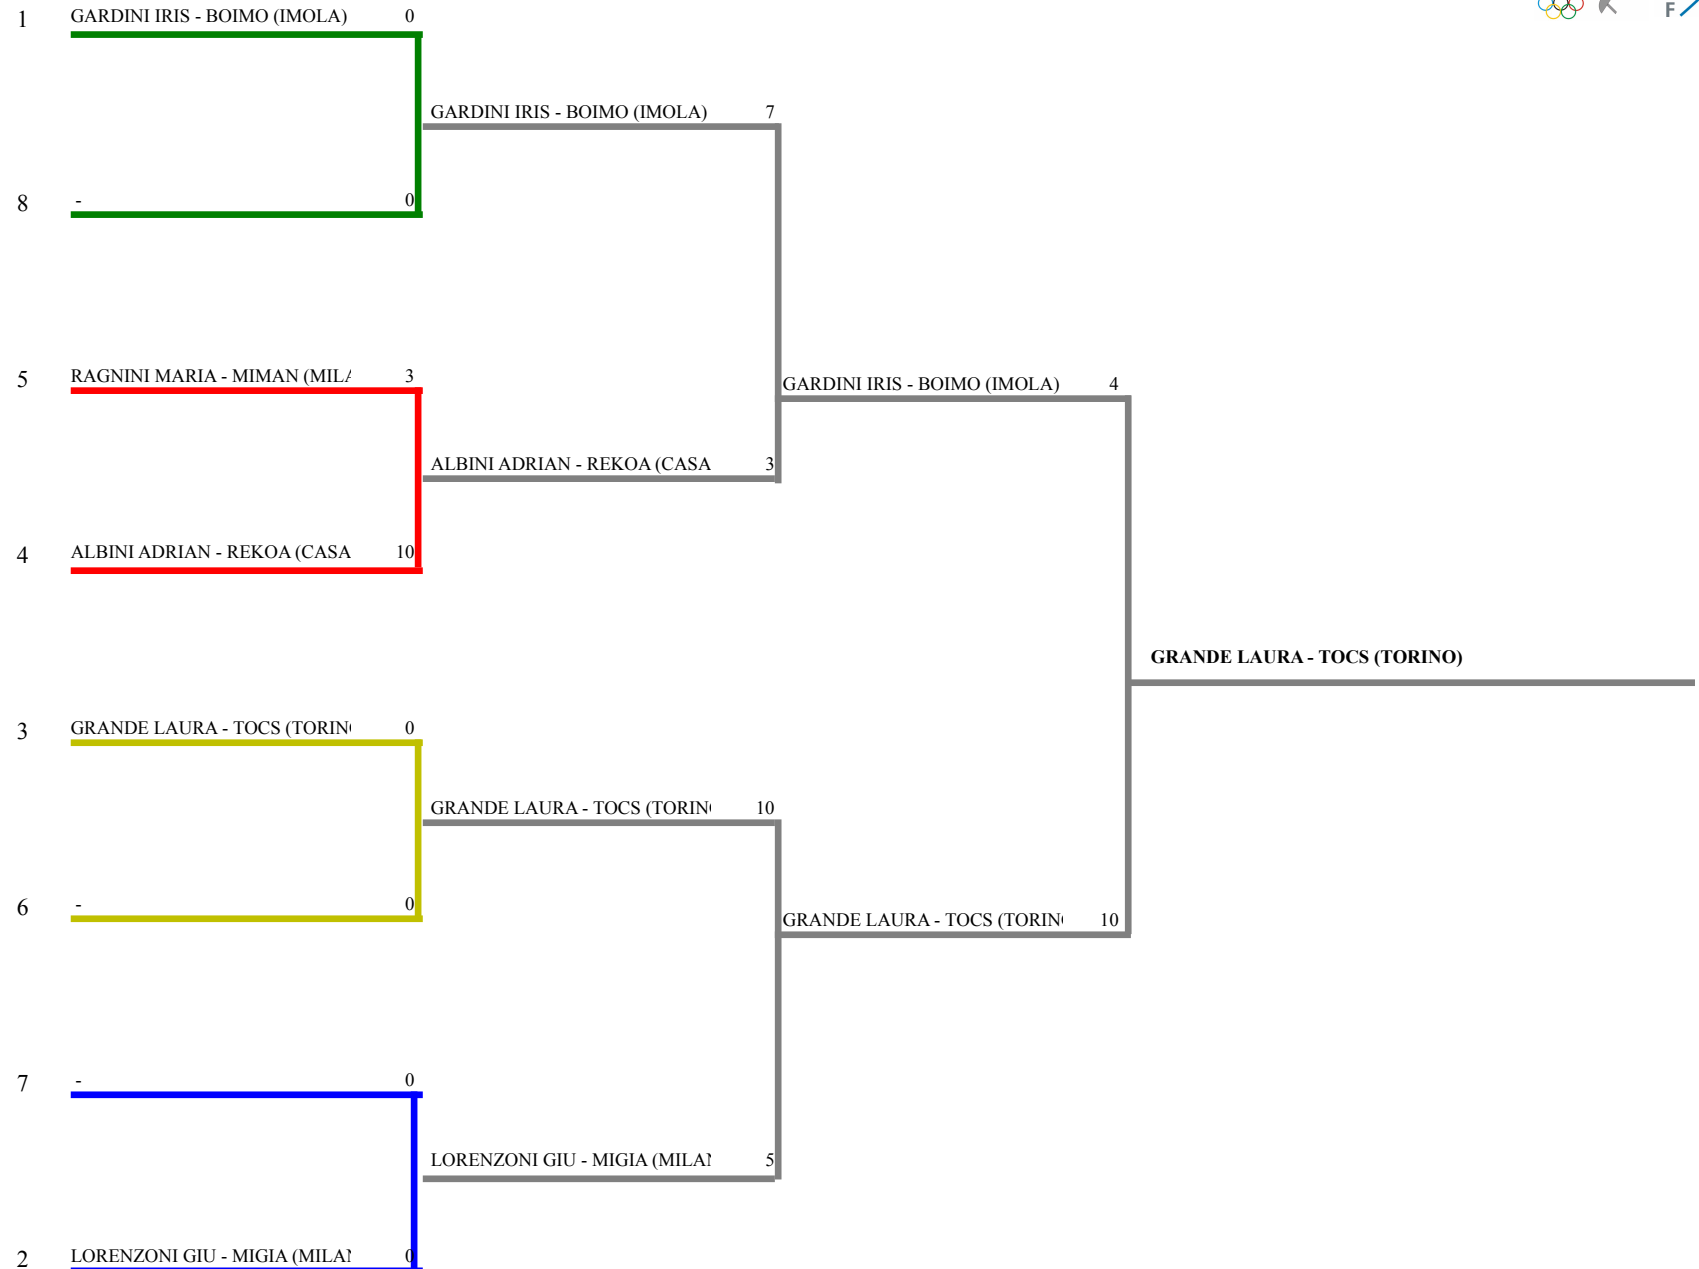 1 GARDINI IRIS - BOIMO (IMOLA) 0
F
GARDINI IRIS - BOIMO (IMOLA) 7
8 - 0
5 RAGNINI MARIA - MIMAN (MILA 3
GARDINI IRIS - BOIMO (IMOLA) 4
ALBINI ADRIAN - REKOA (CASA 3
4 ALBINI ADRIAN - REKOA (CASA 10
GRANDE LAURA - TOCS (TORINO)
3 GRANDE LAURA - TOCS (TORIN 0
GRANDE LAURA - TOCS (TORIN 10
6 - 0
GRANDE LAURA - TOCS (TORIN 10
7 - 0
LORENZONI GIU - MIGIA (MILAN 5
2 LORENZONI GIU - MIGIA (MILAN 0